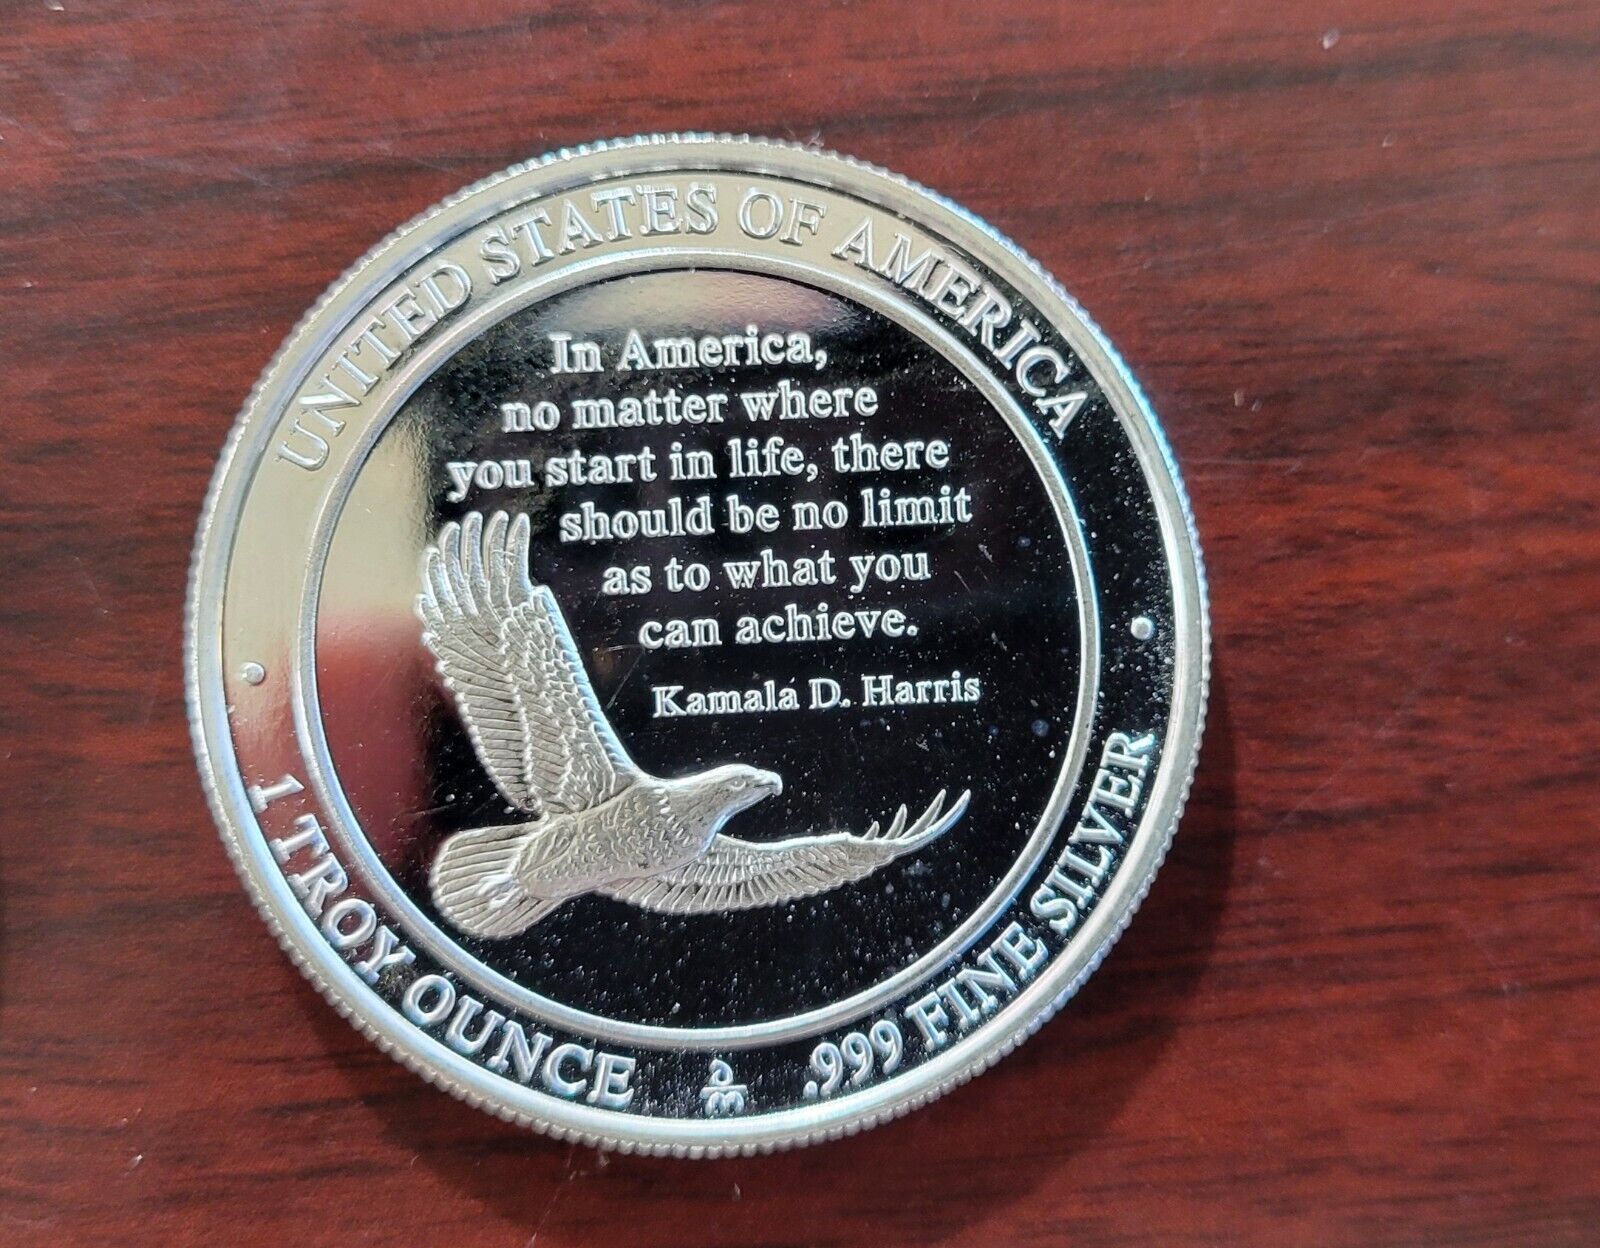 UNITED STATES OF AMERICA
In America,
no matter where
you start in life, there
should be no limit
as to what you
can achieve.
Kamala D. Harris
1 TROY OUNCE
.999 FINE SILVER